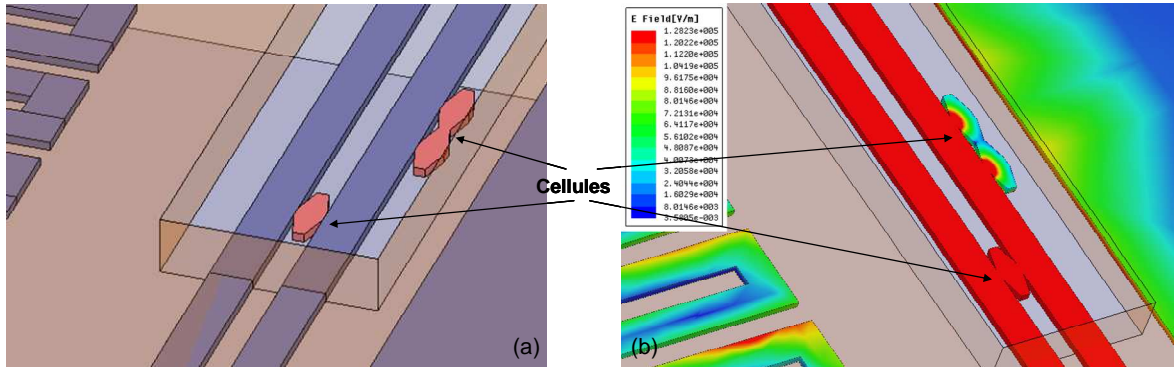 E Field[V/m]
1.2823e+005
1.2022e+005
1.1220e+005
1.0419e+005
9.6175e+004
8.8160e+004
8.0146e+004
7.2131e+004
6.4117e+004
5.6102e+004
4.8087e+004
4.0073e+004
3.2058e+004
2.4044e+004
1.6029e+004
8.0146e+003
3.5805e-003
Cellules
(a)
(b)